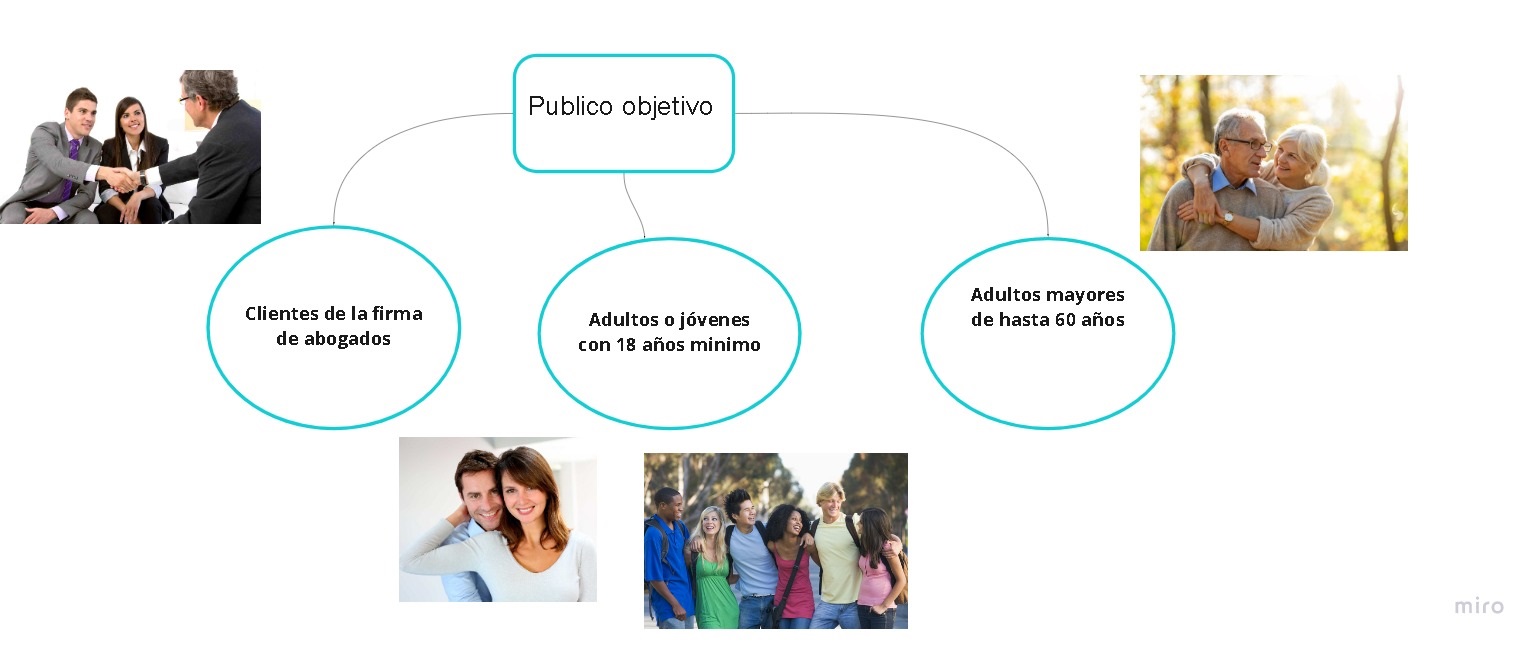 Publico objetivo
Clientes de la firma
de abogados
Adultos o jóvenes
con 18 años minimo
Adultos mayores
de hasta 60 años
miro